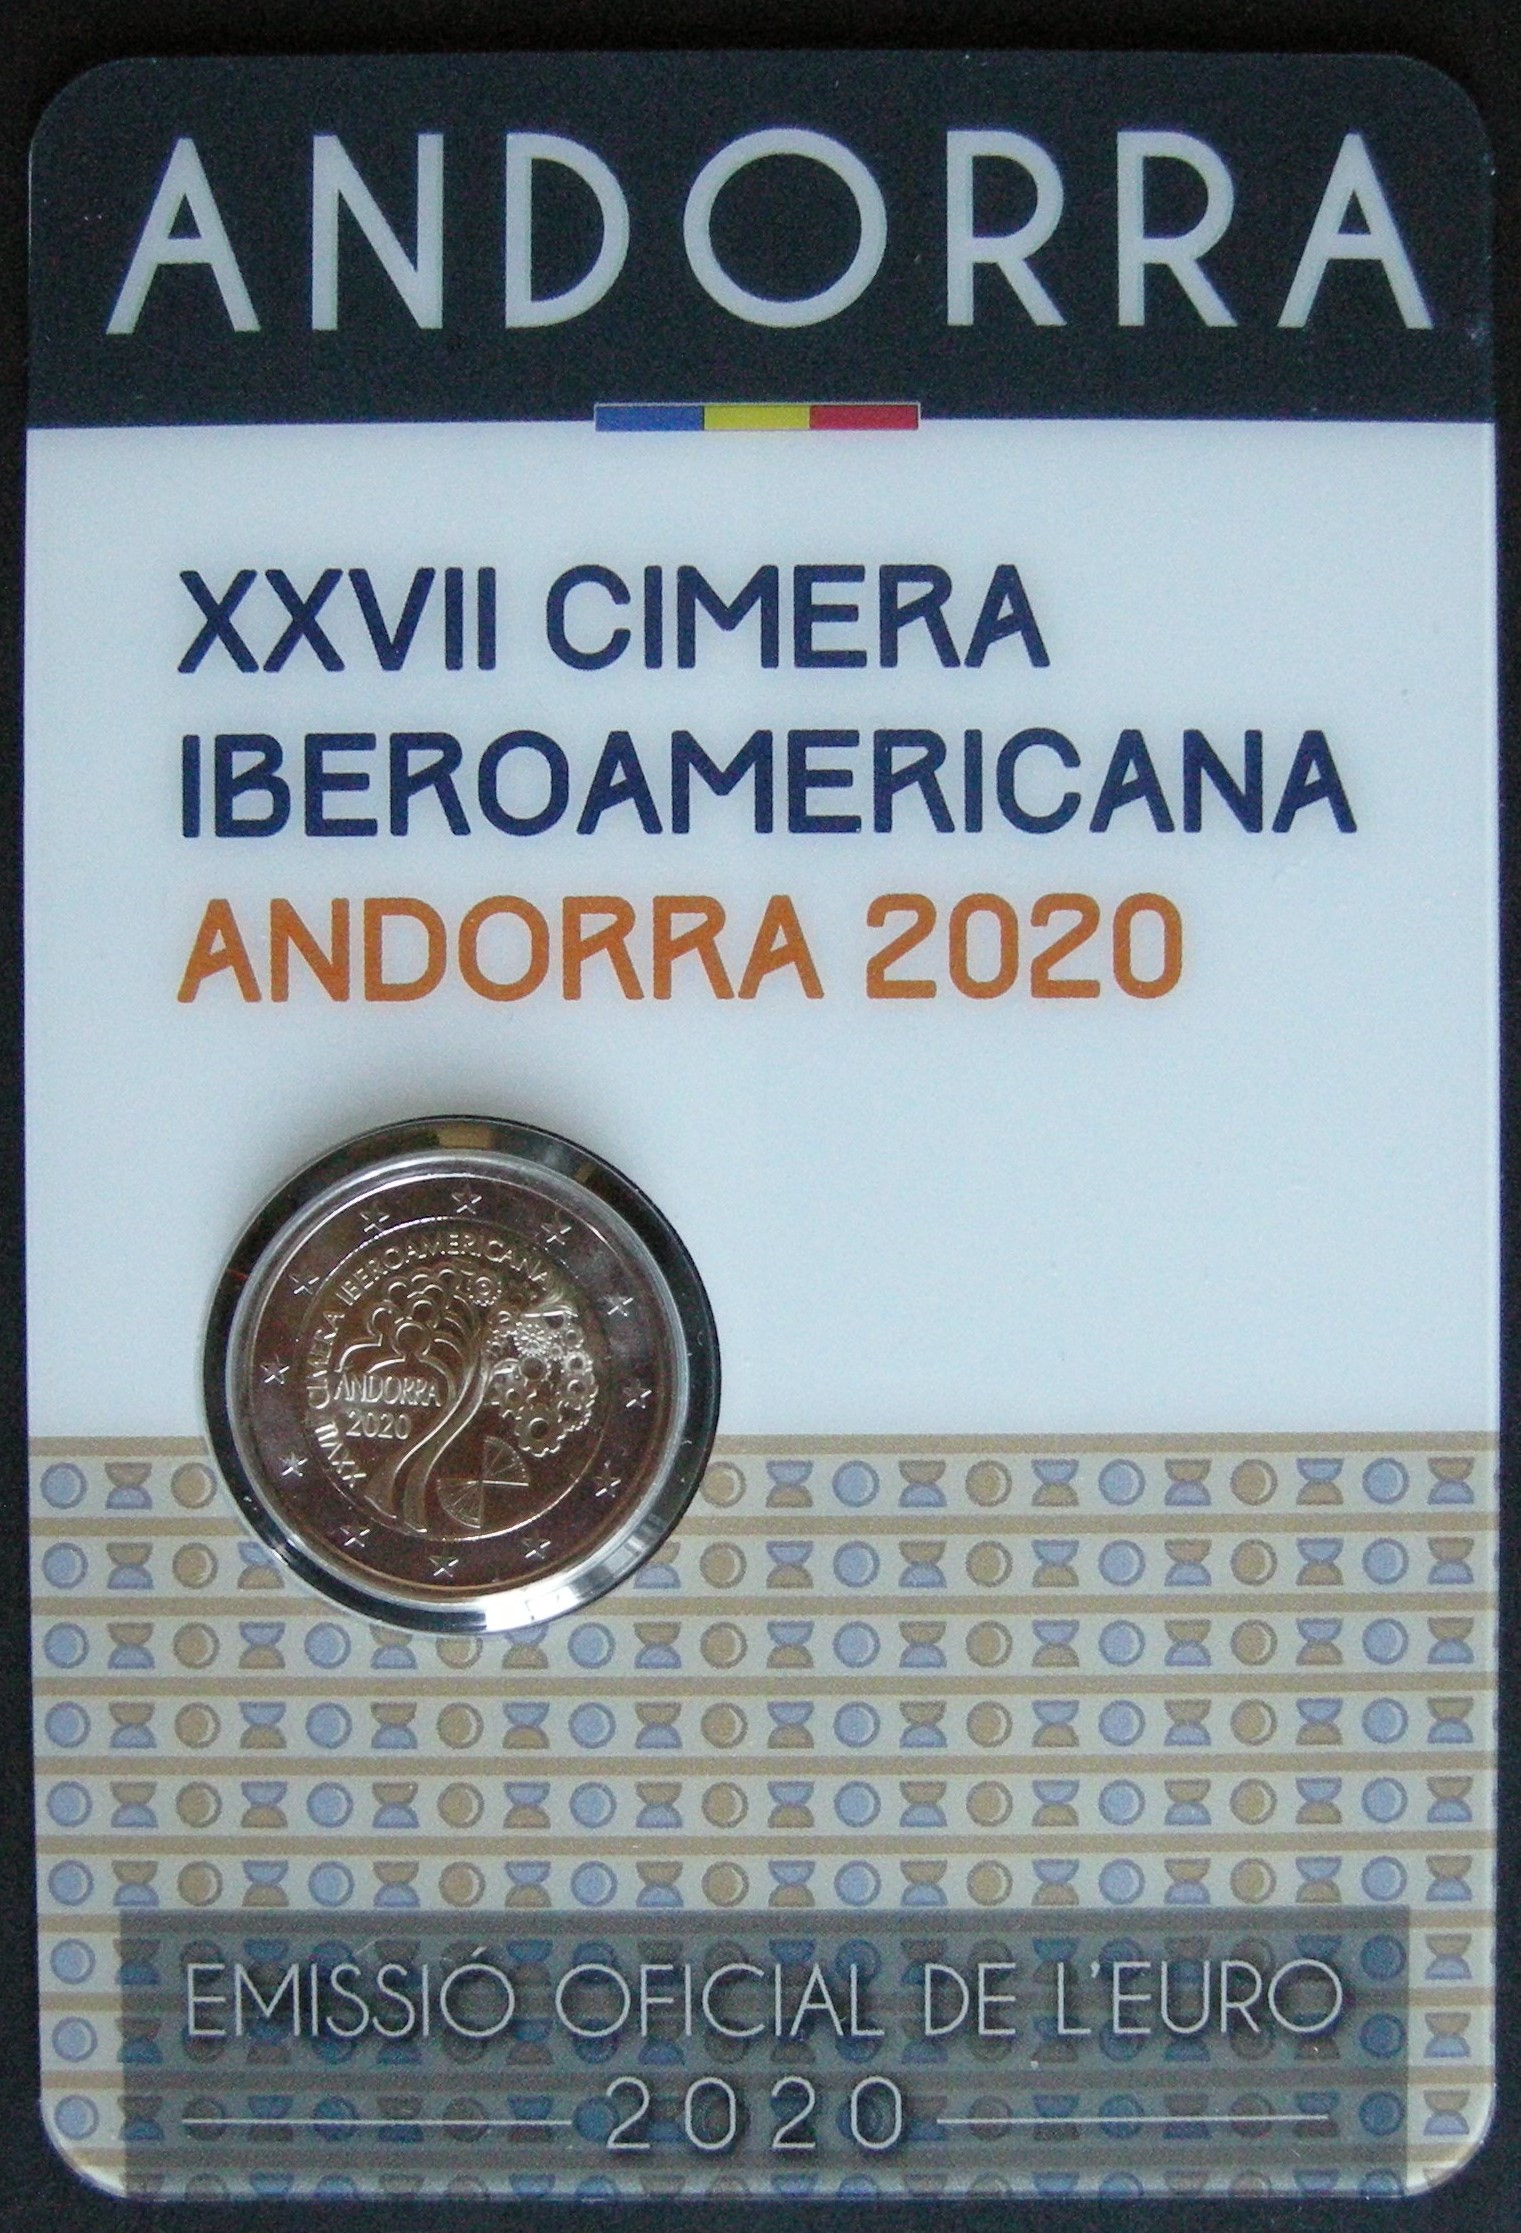 ANDORRA
XXVII CIMERA
IBEROAMERICANA
ANDORRA 2020
XXVII CIMERA IBEROAMERICANA
ANDORRA
2020
EMISSIÓ OFICIAL DE L'EURO
2020